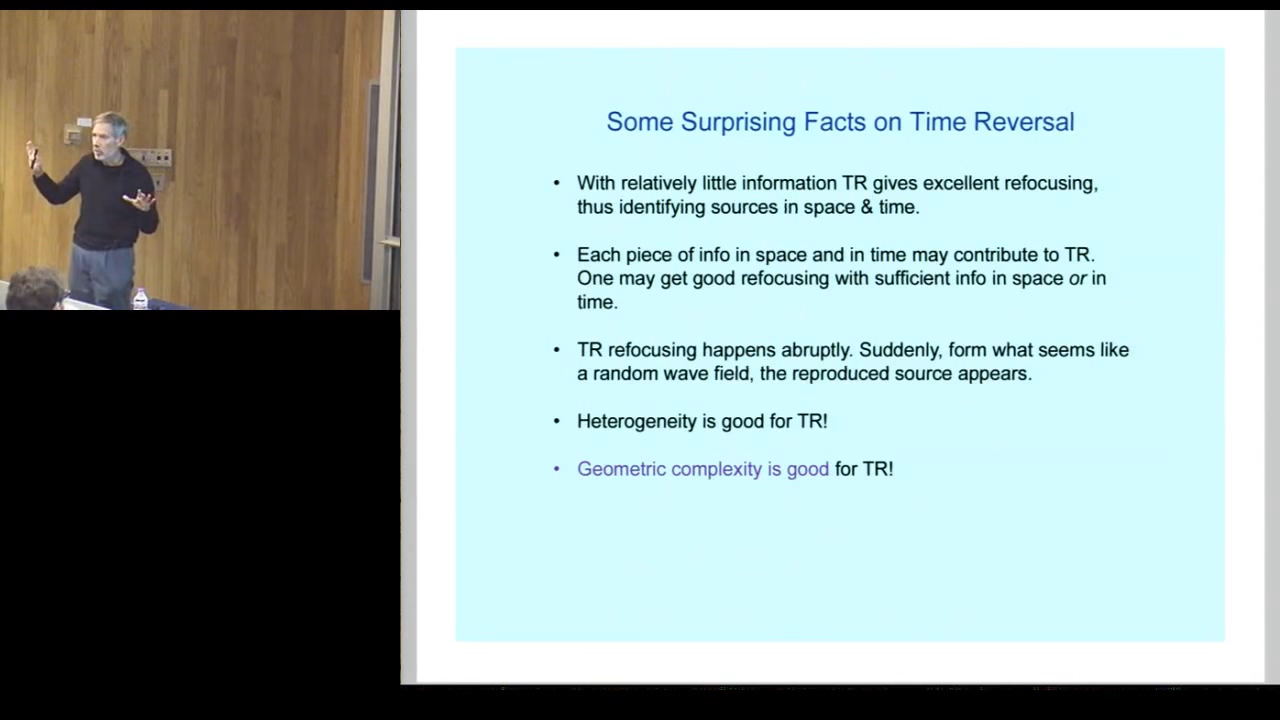 Some Surprising Facts on Time Reversal
• With relatively little information TR gives excellent refocusing,
thus identifying sources in space & time.
• Each piece of info in space and in time may contribute to TR.
One may get good refocusing with sufficient info in space or in
time.
• TR refocusing happens abruptly. Suddenly, form what seems like
a random wave field, the reproduced source appears.
• Heterogeneity is good for TR!
• Geometric complexity is good for TR!